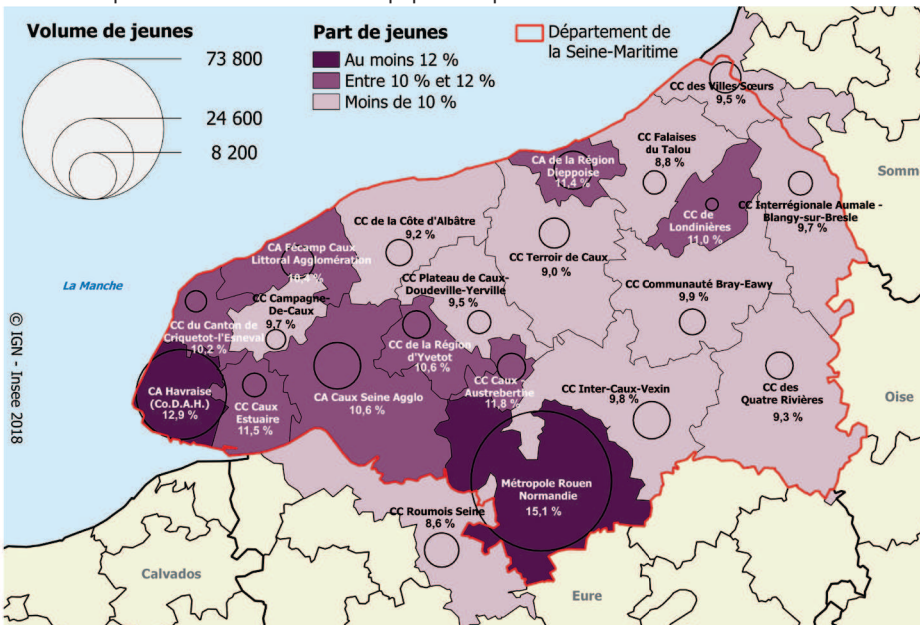 Volume de jeunes
73 800
24 600
8 200
Part de jeunes
Au moins 12 %
Entre 10 % et 12 %
Moins de 10 %
Département de
la Seine-Maritime
CC des Villes Sœurs
9,5 %
CC Falaises
du Talou
8,8 %
CA de la Région
Dieppoise
11,4 %
Somm
CC Interrégionale Aumale -
Blangy-sur-Bresle
9,7 %
CC de
Londinières
11,0 %
CC de la Côte d'Albâtre
9,2 %
CC Terroir de Caux
9,0 %
CA Fécamp Caux
Littoral Agglomération
10,4 %
La Manche
CC Plateau de Caux-
Doudeville-Yerville
9,5 %
CC Communauté Bray-Eawy
9,9 %
CC Campagne-
De-Caux
9,7 %
CC du Canton de
Criquetot-l'Esneval
10,2 %
CC de la Région
d'Yvetot
10,6 %
CA Havraise
(Co.D.A.H.)
12,9 %
CC Caux
Estuaire
11,5 %
CA Caux Seine Agglo
10,6 %
CC Caux
Austreberthe
11,8 %
CC Inter-Caux-Vexin
9,8 %
CC des
Quatre Rivières
9,3 %
Oise
Métropole Rouen
Normandie
15,1 %
CC Roumois Seine
8,6 %
Calvados
Eure
© IGN - Insee 2018